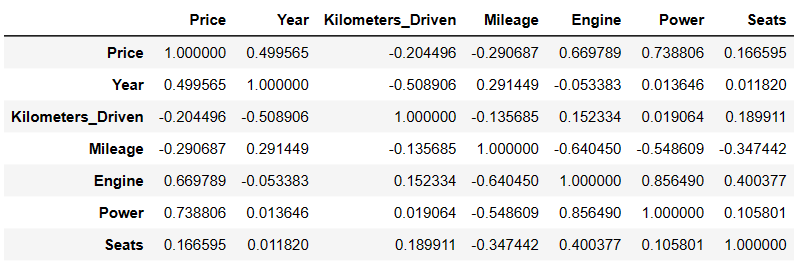 Price Year Kilometers_Driven Mileage Engine Power Seats
Price 1.000000 0.499565 -0.204496 -0.290687 0.669789 0.738806 0.166595
Year 0.499565 1.000000 -0.508906 0.291449 -0.053383 0.013646 0.011820
Kilometers_Driven -0.204496 -0.508906 1.000000 -0.135685 0.152334 0.019064 0.189911
Mileage -0.290687 0.291449 -0.135685 1.000000 -0.640450 -0.548609 -0.347442
Engine 0.669789 -0.053383 0.152334 -0.640450 1.000000 0.856490 0.400377
Power 0.738806 0.013646 0.019064 -0.548609 0.856490 1.000000 0.105801
Seats 0.166595 0.011820 0.189911 -0.347442 0.400377 0.105801 1.000000